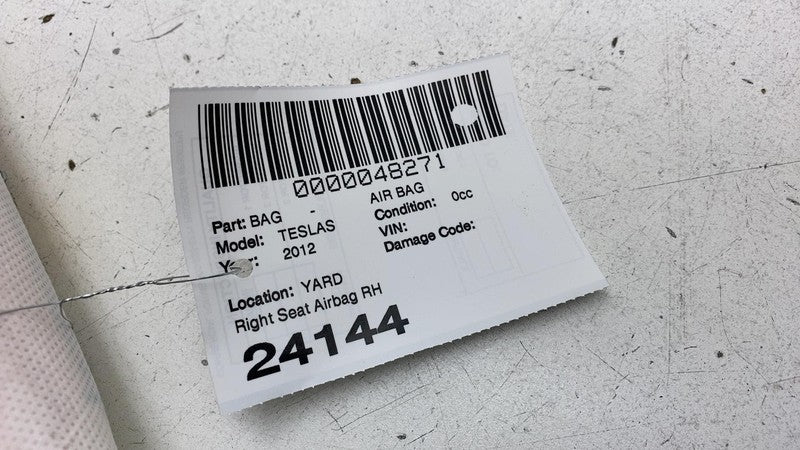 0000048271
Part: BAG - AIR BAG
Model: TESLAS Condition: 0cc
2012 VIN:
Damage Code:
Location: YARD
Right Seat Airbag RH
24144